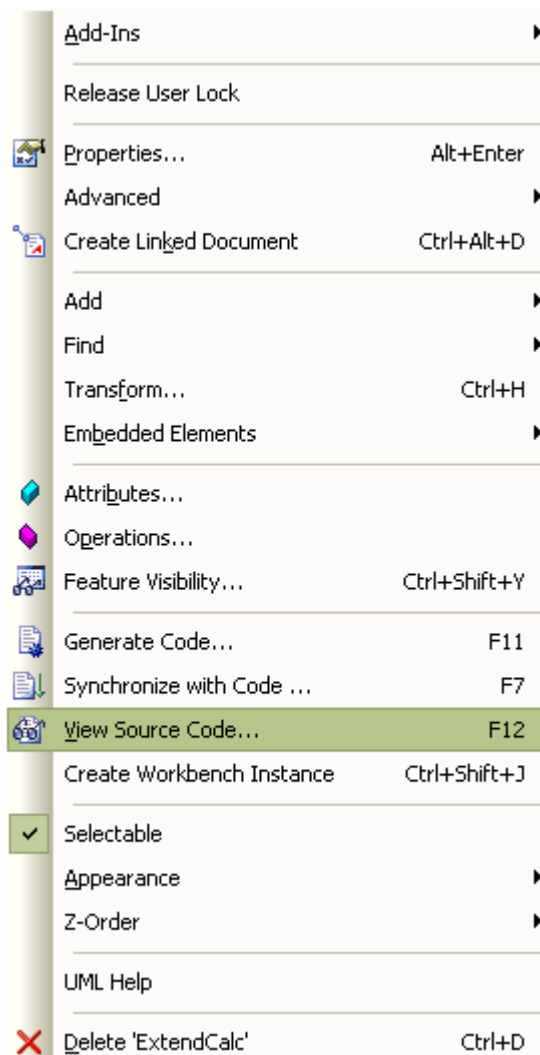 Add-Ins
Release User Lock
Properties... Alt+Enter
Advanced
Create Linked Document Ctrl+Alt+D
Add
Find
Transform... Ctrl+H
Embedded Elements
Attributes...
Operations...
Feature Visibility... Ctrl+Shift+Y
Generate Code... F11
Synchronize with Code ... F7
View Source Code... F12
Create Workbench Instance Ctrl+Shift+J
Selectable
Appearance
Z-Order
UML Help
Delete 'ExtendCalc' Ctrl+D